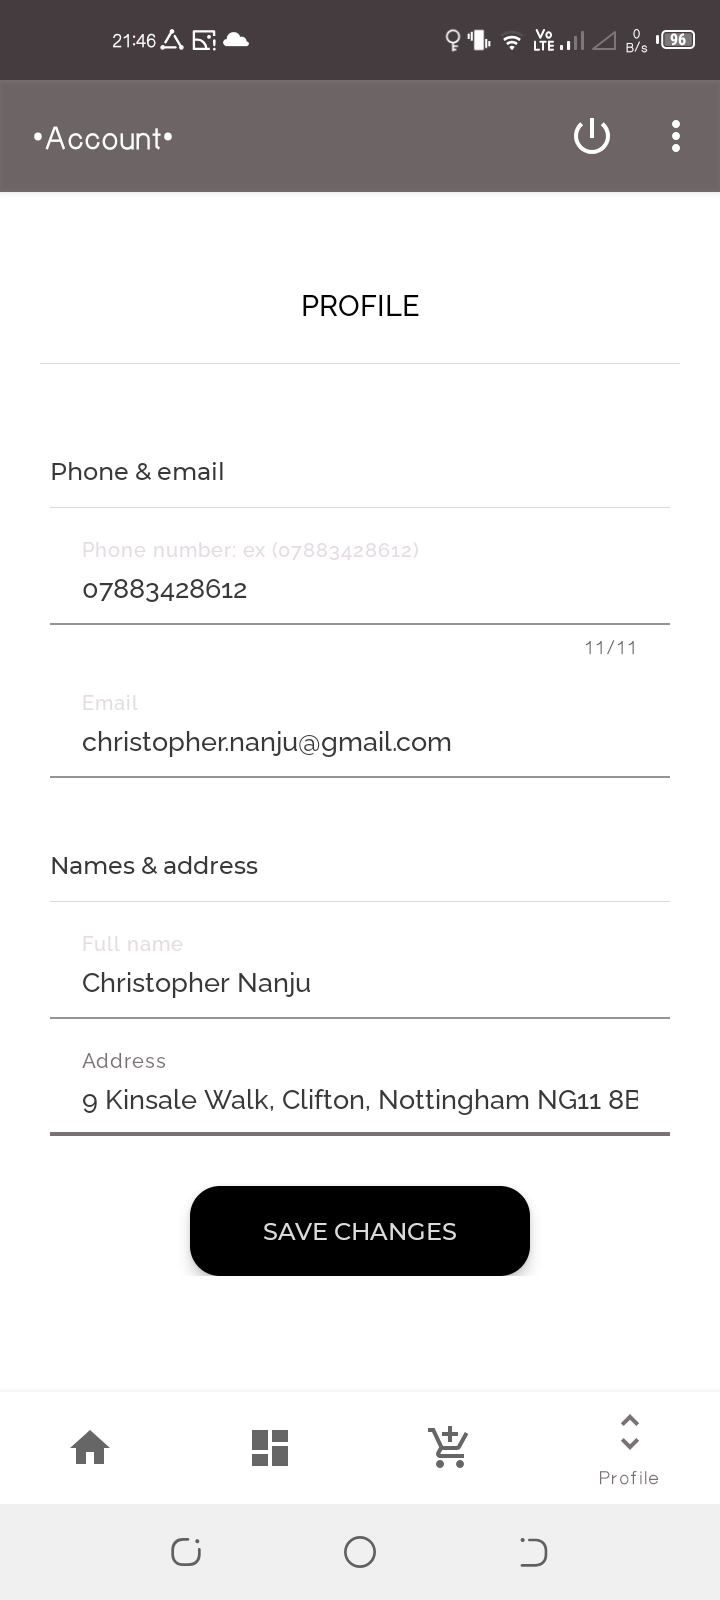 21:46
Vo
LTE
0
B/s
96
•Account•
PROFILE
Phone & email
Phone number: ex (07883428612)
07883428612
11/11
Email
christopher.nanju@gmail.com
Names & address
Full name
Christopher Nanju
Address
9 Kinsale Walk, Clifton, Nottingham NG11 8B
SAVE CHANGES
Profile